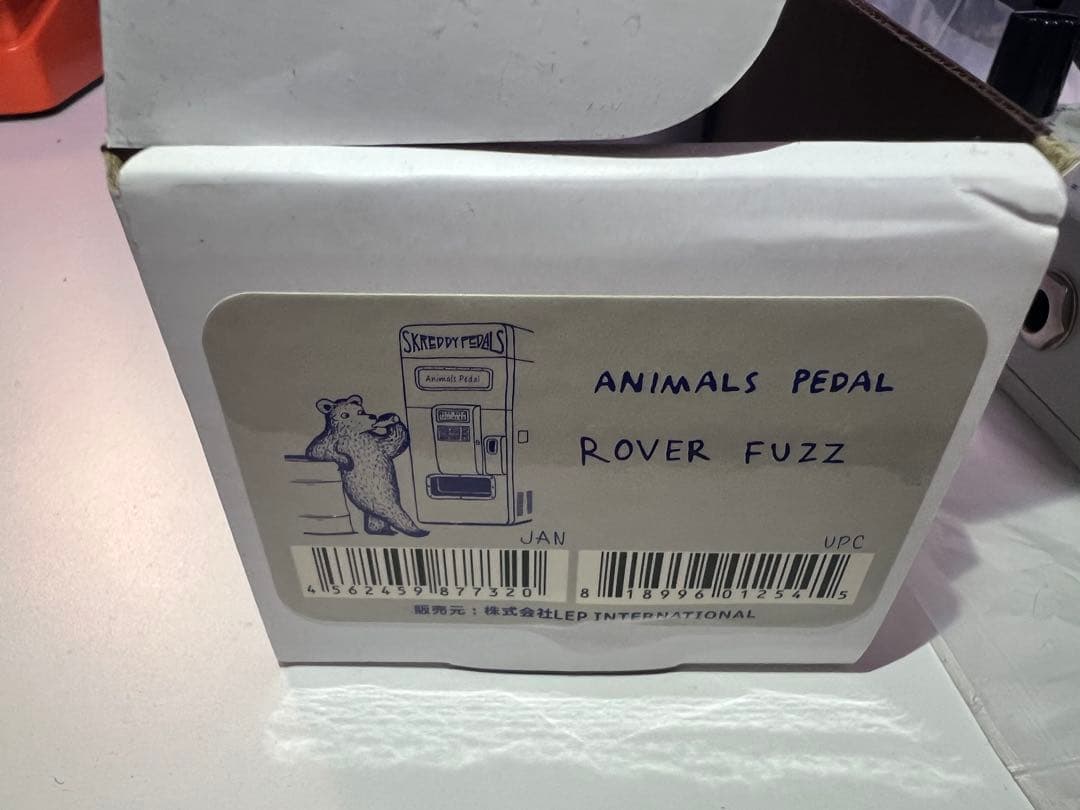 SKREDDY PEDALS
Animals Pedal
ANIMALS PEDAL
ROVER FUZZ
JAN
UPC
4 562459 877320
8 18996 01254 5
販売元：株式会社LEP INTERNATIONAL